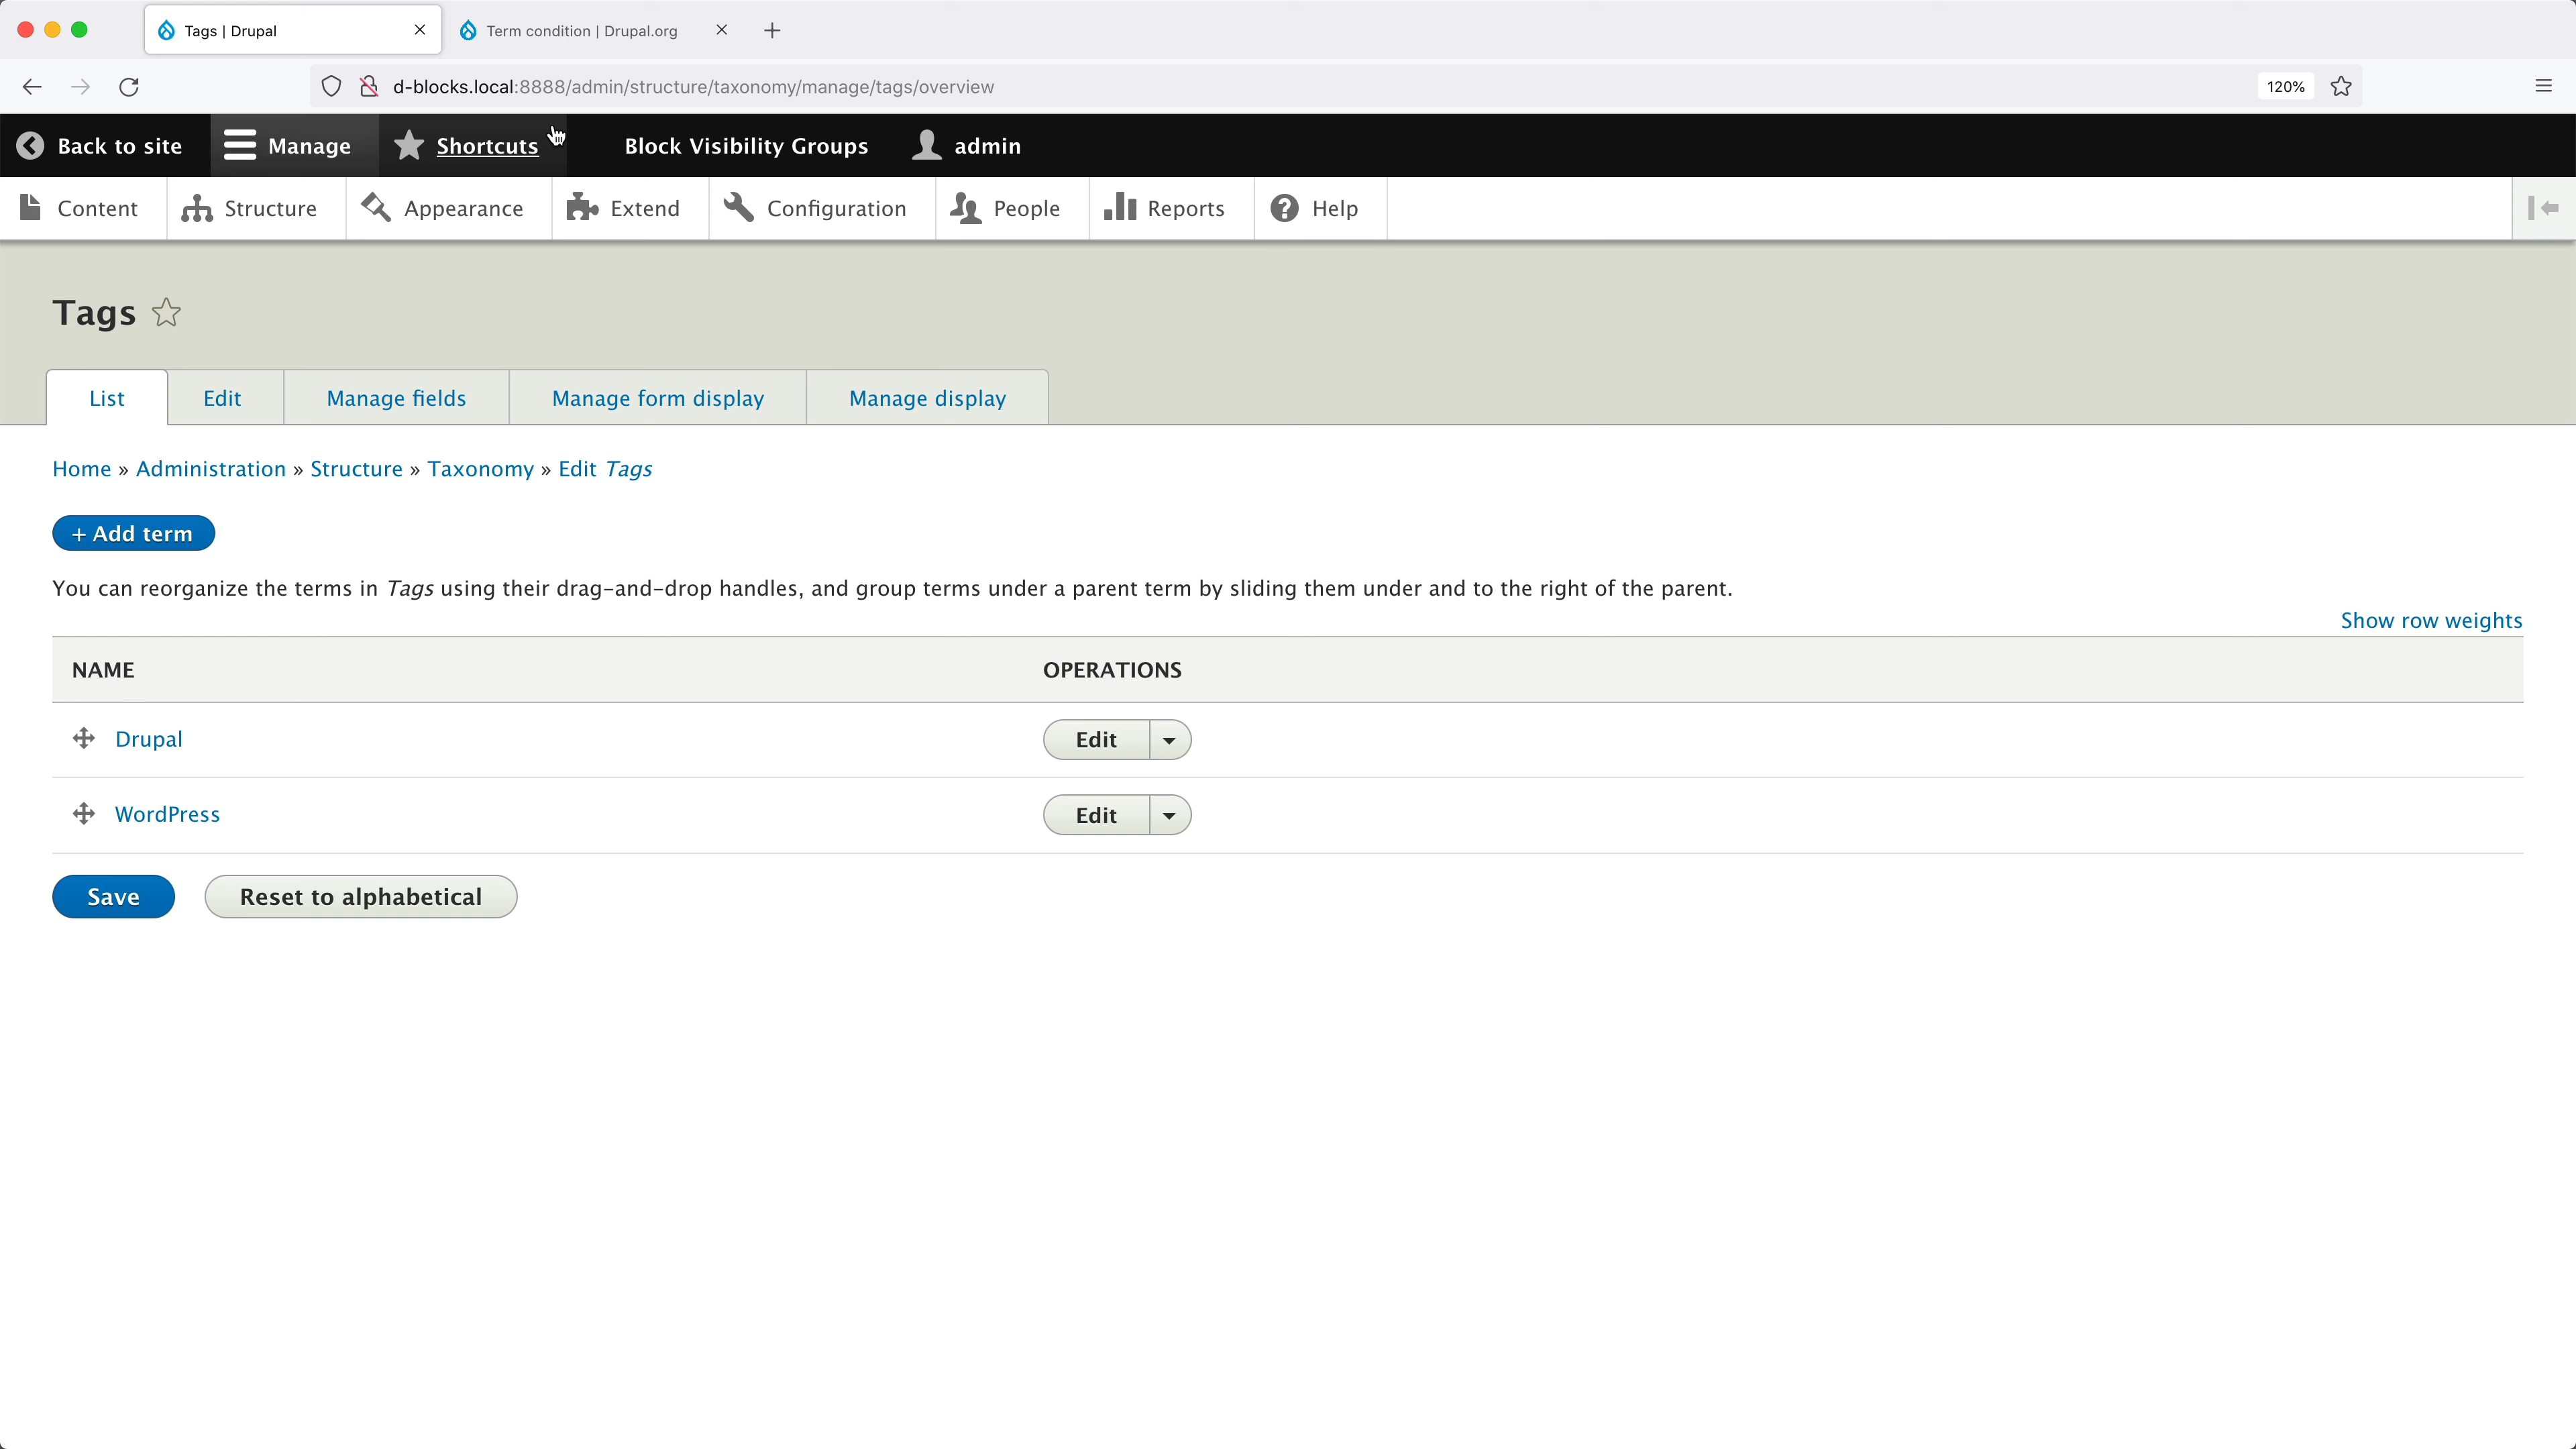 Tags | Drupal
Term condition | Drupal.org
d-blocks.local:8888/admin/structure/taxonomy/manage/tags/overview
120%
Back to site
Manage
Shortcuts
Block Visibility Groups
admin
Content
Structure
Appearance
Extend
Configuration
People
Reports
Help
Tags
List
Edit
Manage fields
Manage form display
Manage display
Home » Administration » Structure » Taxonomy » Edit Tags
+ Add term
You can reorganize the terms in Tags using their drag-and-drop handles, and group terms under a parent term by sliding them under and to the right of the parent.
Show row weights
NAME OPERATIONS
Drupal Edit
WordPress Edit
Save Reset to alphabetical